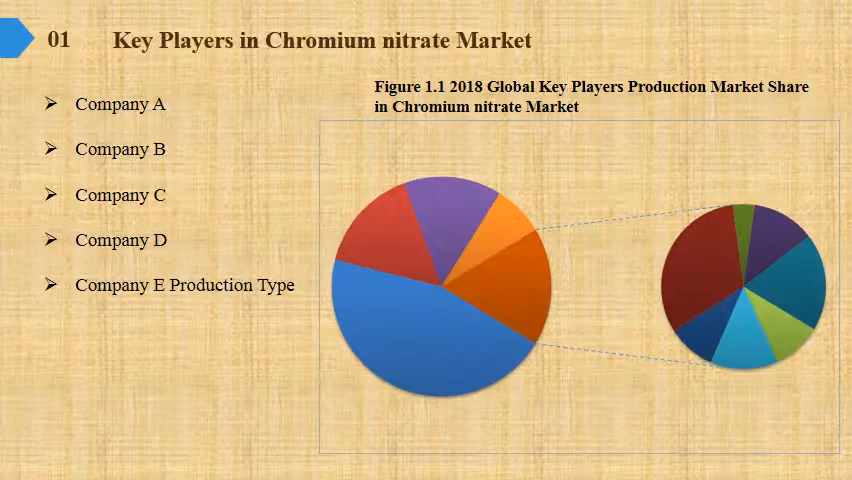 01 Key Players in Chromium nitrate Market
Figure 1.1 2018 Global Key Players Production Market Share
in Chromium nitrate Market
Company A
Company B
Company C
Company D
Company E Production Type